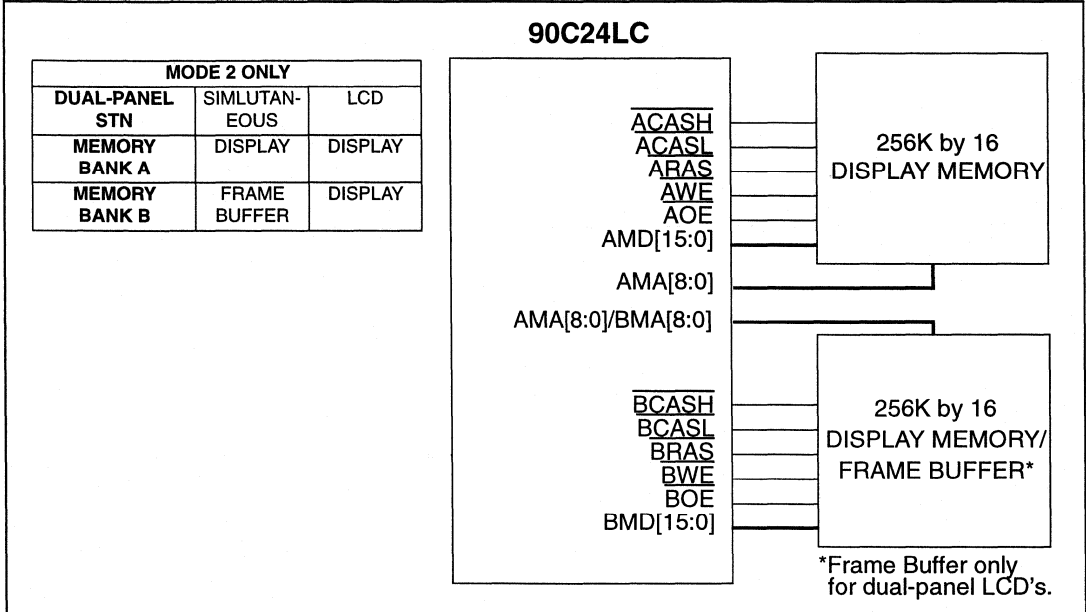 90C24LC
MODE 2 ONLY
DUAL-PANEL STN SIMLUTAN-EOUS LCD
MEMORY BANK A DISPLAY DISPLAY
MEMORY BANK B FRAME BUFFER DISPLAY
ACASH
ACASL
ARAS
AWE
AOE
AMD[15:0]
AMA[8:0]
AMA[8:0]/BMA[8:0]
BCASH
BCASL
BRAS
BWE
BOE
BMD[15:0]
256K by 16
DISPLAY MEMORY
256K by 16
DISPLAY MEMORY/
FRAME BUFFER*
*Frame Buffer only
for dual-panel LCD's.